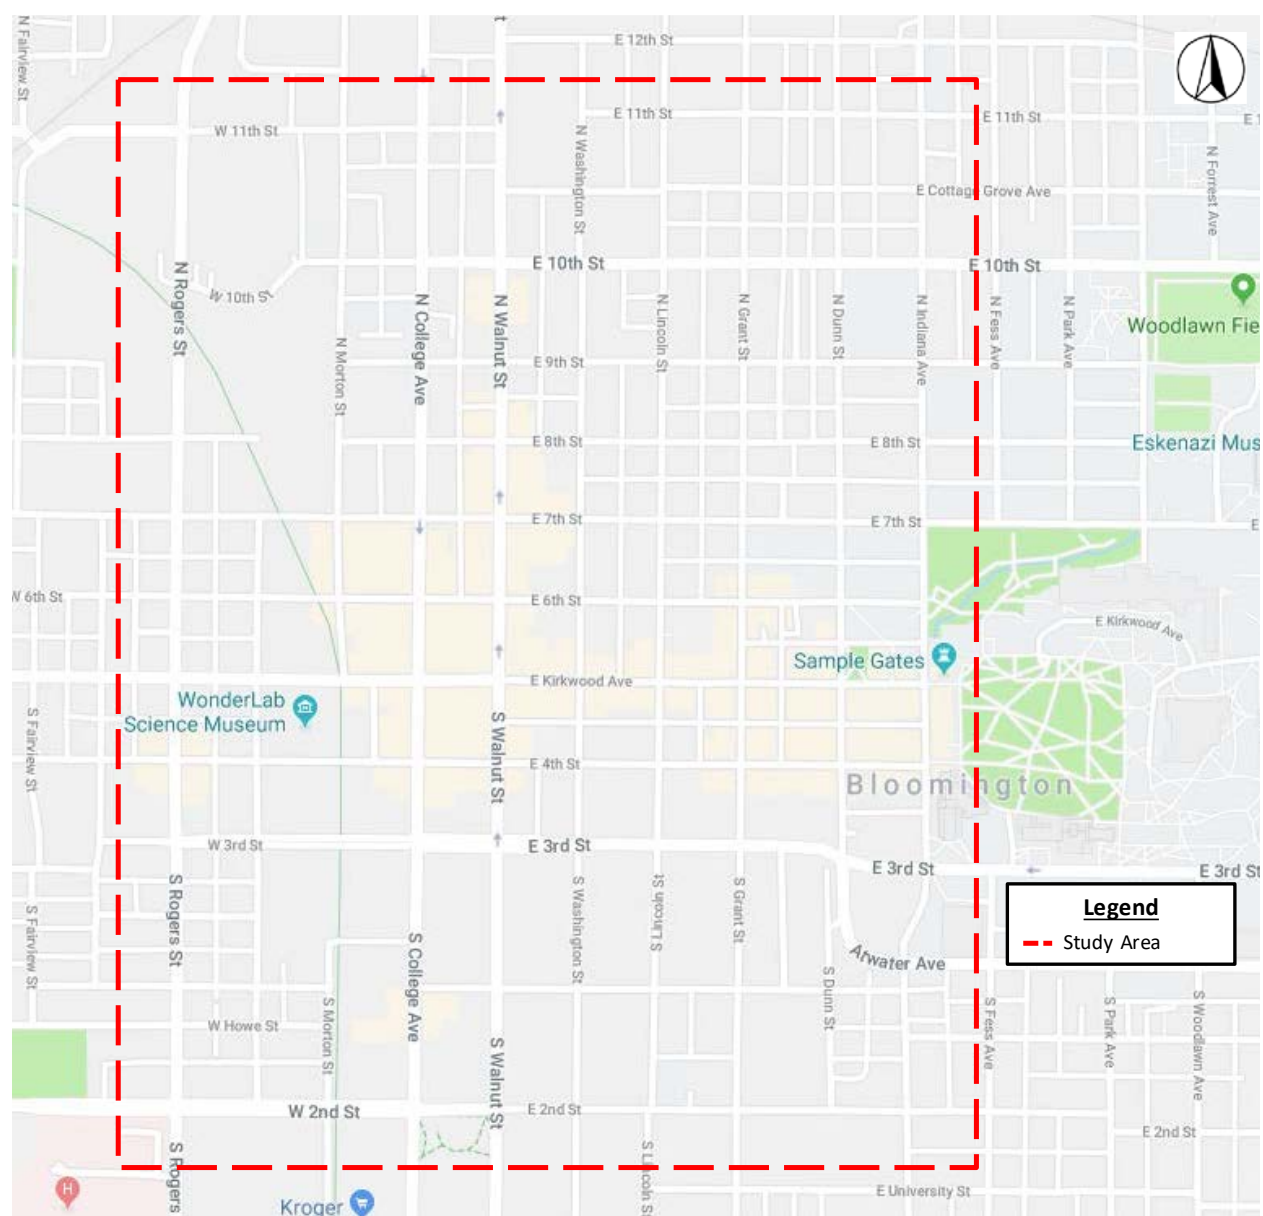 N Fairview St
E 12th St
E 11th St
E 11th St
W 11th St
N Washington St
N Forrest Ave
E Cottage Grove Ave
E 10th St
E 10th St
N Rogers St
W 10th St
N College Ave
N Walnut St
N Lincoln St
N Grant St
N Dunn St
N Indiana Ave
N Fess Ave
N Park Ave
Woodlawn Fie
N Morton St
E 9th St
E 8th St
E 8th St
Eskenazi Mus
E 7th St
E 7th St
W 6th St
E 6th St
E Kirkwood Ave
Sample Gates
E Kirkwood Ave
WonderLab
Science Museum
S Fairview St
S Walnut St
E 4th St
Bloomington
W 3rd St
E 3rd St
E 3rd St
E 3rd St
S Rogers St
S Fairview St
S Washington St
S Lincoln St
S Grant St
Legend
Study Area
S College Ave
Atwater Ave
S Dunn St
S Morton St
W Howe St
S Walnut St
S Fess Ave
S Park Ave
S Woodlawn Ave
W 2nd St
E 2nd St
E 2nd St
S Rogers
S Lincoln St
H
E University St
Kroger